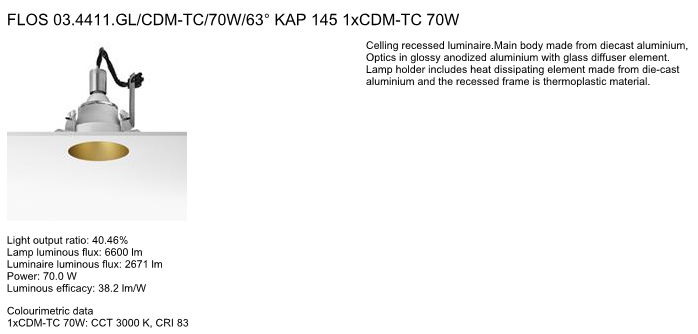 FLOS 03.4411.GL/CDM-TC/70W/63° KAP 145 1xCDM-TC 70W
Celling recessed luminaire.Main body made from diecast aluminium,
Optics in glossy anodized aluminium with glass diffuser element.
Lamp holder includes heat dissipating element made from die-cast
aluminium and the recessed frame is thermoplastic material.
Light output ratio: 40.46%
Lamp luminous flux: 6600 lm
Luminaire luminous flux: 2671 lm
Power: 70.0 W
Luminous efficacy: 38.2 lm/W
Colourimetric data
1xCDM-TC 70W: CCT 3000 K, CRI 83